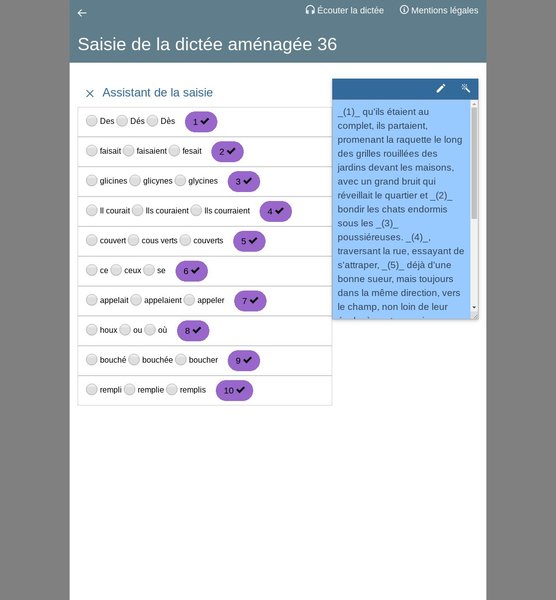 Écouter la dictée Mentions légales
Saisie de la dictée aménagée 36
Assistant de la saisie
Des Dés Dès 1
faisait faisaient fesait 2
glicines glicynes glycines 3
Il courait Ils couraient Ils courraient 4
couvert cous verts couverts 5
ce ceux se 6
appelait appelaient appeler 7
houx ou où 8
bouché bouchée boucher 9
rempli remplie remplis 10
_(1)_ qu'ils étaient au
complet, ils partaient,
promenant la raquette le long
des grilles rouillées des
jardins devant les maisons,
avec un grand bruit qui
réveillait le quartier et _(2)_
bondir les chats endormis
sous les _(3)_
poussiéreuses. _(4)_,
traversant la rue, essayant de
s'attraper, _(5)_ déjà d'une
bonne sueur, mais toujours
dans la même direction, vers
le champ, non loin de leur